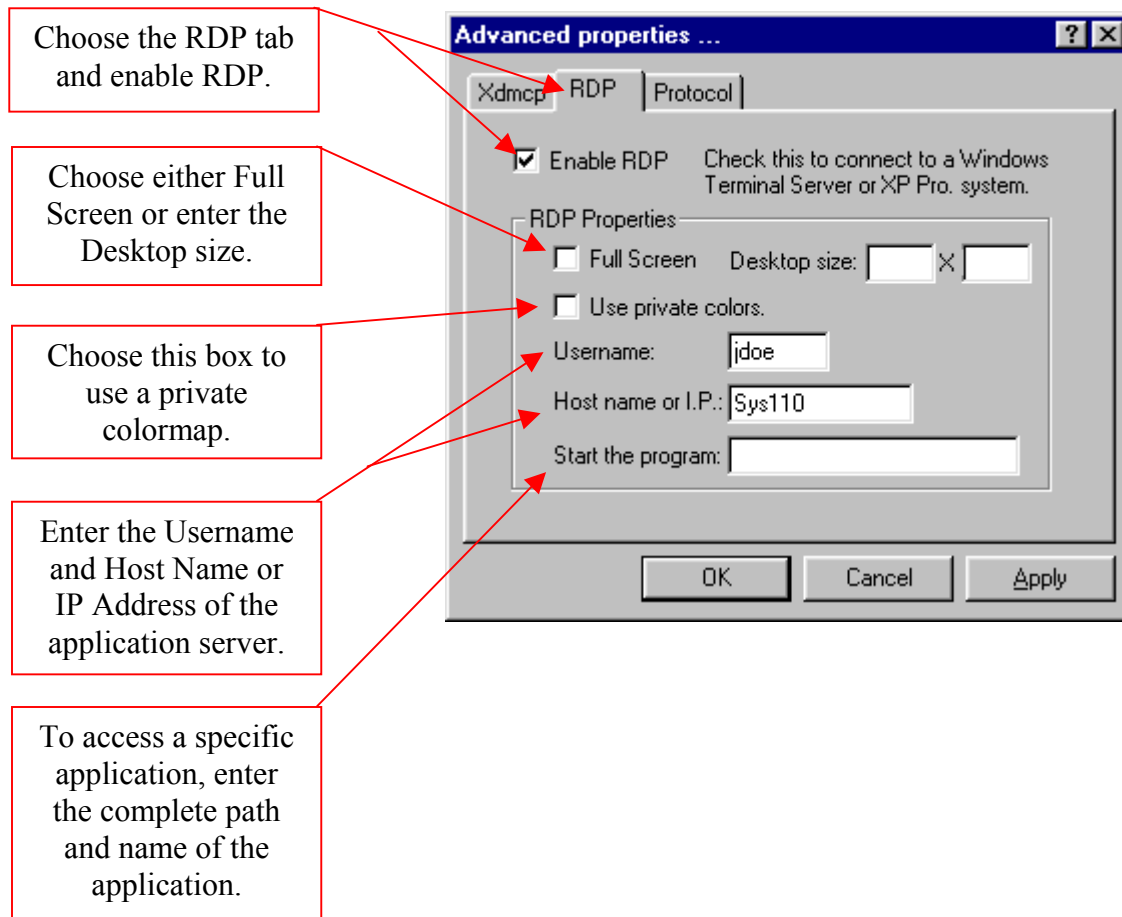 Choose the RDP tab
and enable RDP.
Choose either Full
Screen or enter the
Desktop size.
Choose this box to
use a private
colormap.
Enter the Username
and Host Name or
IP Address of the
application server.
To access a specific
application, enter
the complete path
and name of the
application.
Advanced properties ...
Xdmcp RDP Protocol
Enable RDP Check this to connect to a Windows
Terminal Server or XP Pro. system.
RDP Properties
Full Screen Desktop size: X
Use private colors.
Username: jdoe
Host name or I.P.: Sys110
Start the program:
OK Cancel Apply